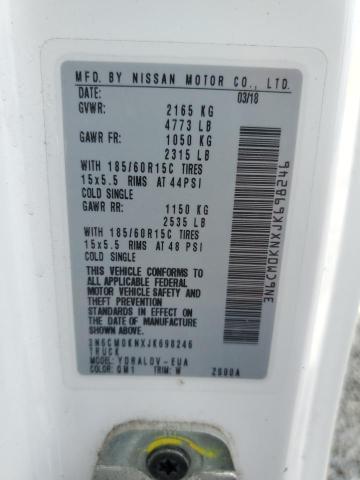 MFD. BY NISSAN MOTOR CO., LTD.
DATE: 03/18
GVWR: 2165 KG
4773 LB
GAWR FR: 1050 KG
2315 LB
WITH 185/60R15C TIRES
15x5.5 RIMS AT 44PSI
COLD SINGLE
GAWR RR: 1150 KG
2535 LB
WITH 185/60R15C TIRES
15x5.5 RIMS AT 48 PSI
COLD SINGLE
THIS VEHICLE CONFORMS TO
ALL APPLICABLE FEDERAL
MOTOR VEHICLE SAFETY AND
THEFT PREVENTION
STANDARDS IN EFFECT ON
THE DATE OF MANUFACTURE
SHOWN ABOVE.
3N6CM0KNXJK698246
TRUCK
MODEL: YDRALDV-EUA
COLOR: QM1 TRIM: W Z900A
3N6CM0KNXJK698246